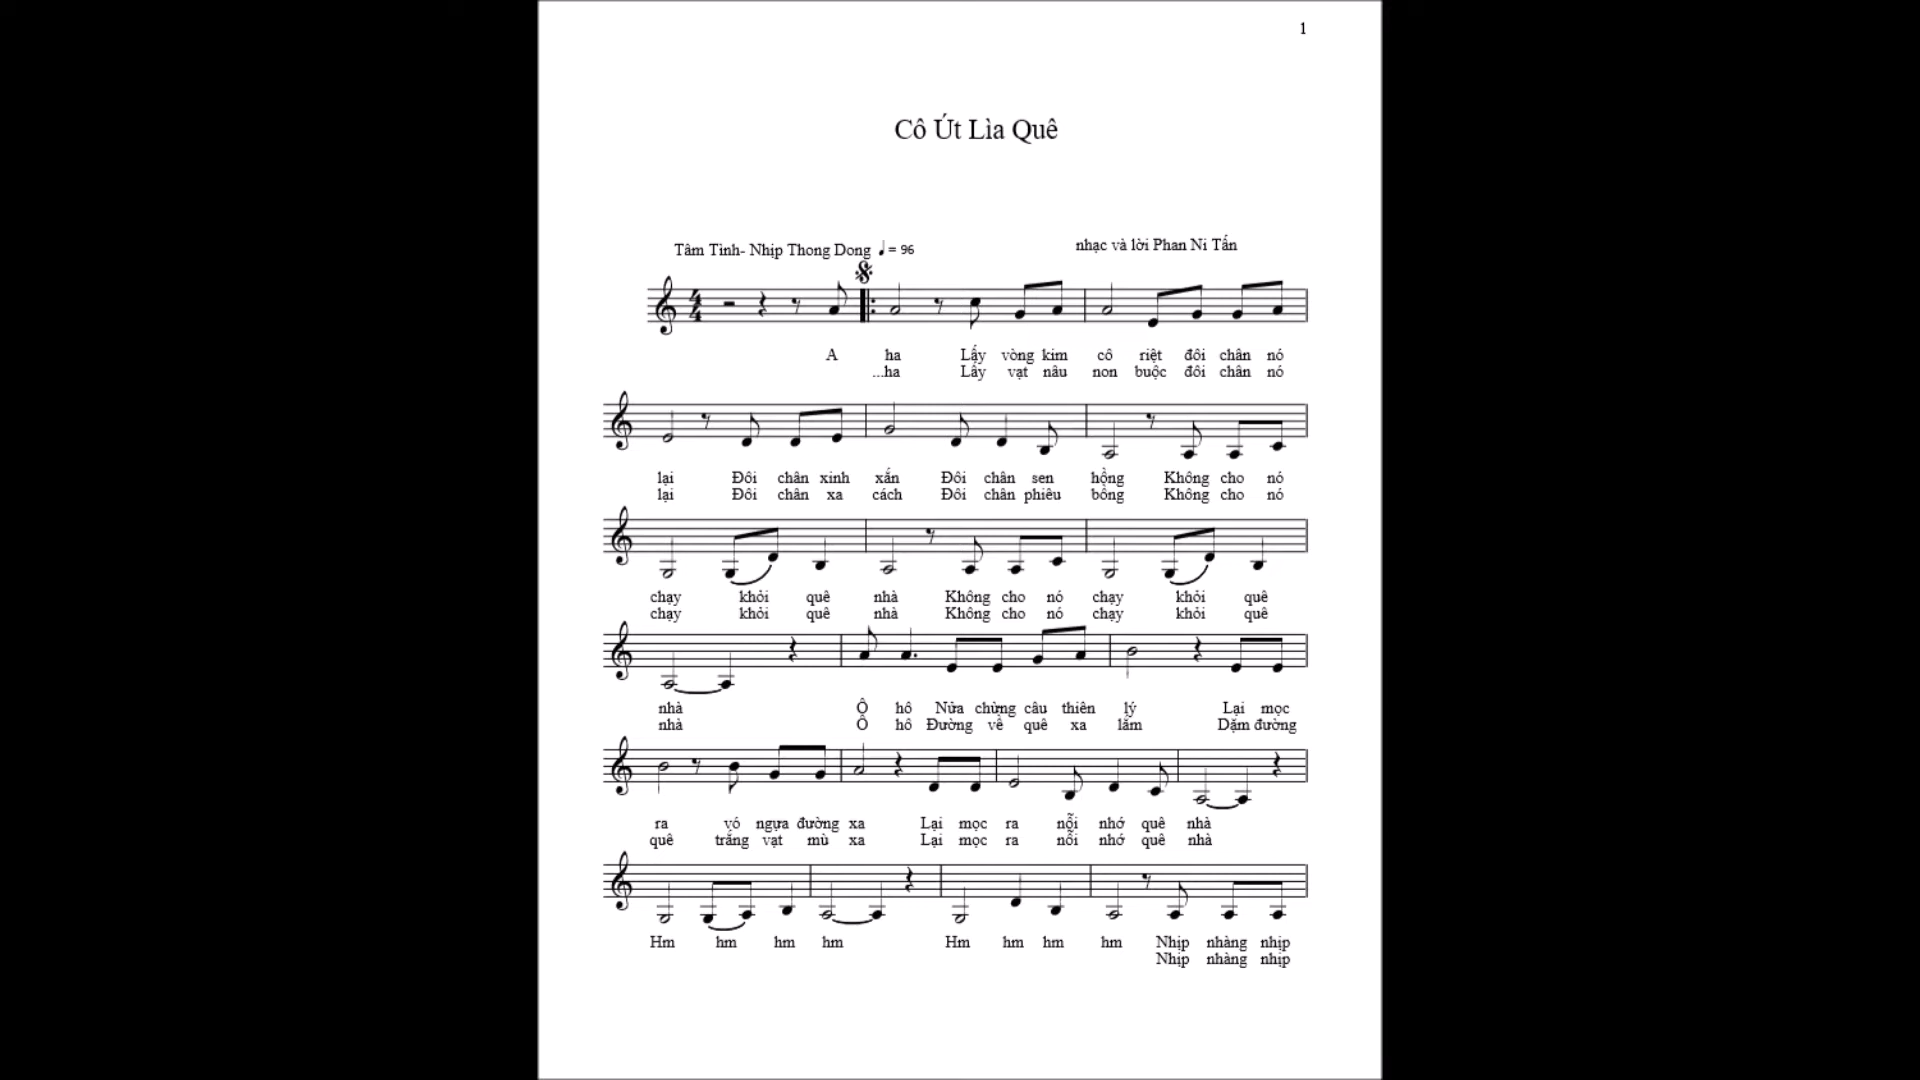 1
Cô Út Lìa Quê
Tâm Tình- Nhịp Thong Dong ♩ = 96
nhạc và lời Phan Ni Tấn
A ha Lấy vòng kim cô riệt đôi chân nó
...ha Lấy vạt nâu non buộc đôi chân nó
lại Đôi chân xinh xắn Đôi chân sen hồng Không cho nó
lại Đôi chân xa cách Đôi chân phiêu bồng Không cho nó
chạy khỏi quê nhà Không cho nó chạy khỏi quê
chạy khỏi quê nhà Không cho nó chạy khỏi quê
nhà Ô hô Nửa chừng câu thiên lý Lại mọc
nhà Ô hô Đường về quê xa lắm Dặm đường
ra vó ngựa đường xa Lại mọc ra nỗi nhớ quê nhà
quê trắng vạt mù xa Lại mọc ra nỗi nhớ quê nhà
Hm hm hm hm Hm hm hm hm Nhịp nhàng nhịp
Nhịp nhàng nhịp